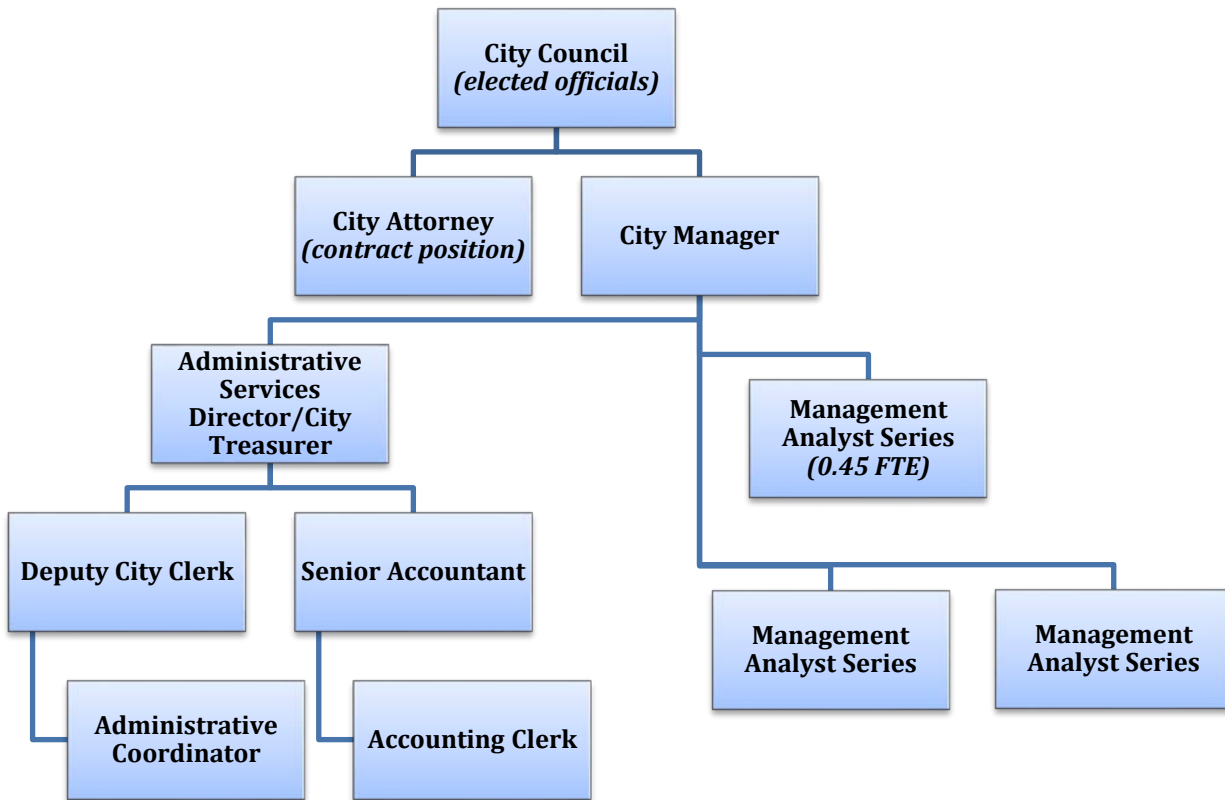 City Council
(elected officials)
City Attorney
(contract position)
City Manager
Administrative
Services
Director/City
Treasurer
Management
Analyst Series
(0.45 FTE)
Deputy City Clerk
Senior Accountant
Management
Analyst Series
Management
Analyst Series
Administrative
Coordinator
Accounting Clerk